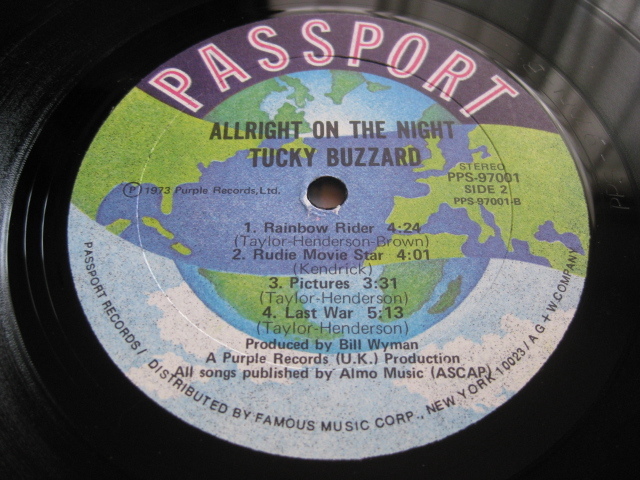 PASSPORT
ALLRIGHT ON THE NIGHT
TUCKY BUZZARD
STEREO
PPS-97001
SIDE 2
PPS-97001-B
Ⓟ 1973 Purple Records, Ltd.
1. Rainbow Rider 4:24
(Taylor-Henderson-Brown)
2. Rudie Movie Star 4:01
(Kendrick)
3. Pictures 3:31
(Taylor-Henderson)
4. Last War 5:13
(Taylor-Henderson)
Produced by Bill Wyman
A Purple Records (U.K.) Production
All songs published by Almo Music (ASCAP)
PASSPORT RECORDS/ DISTRIBUTED BY FAMOUS MUSIC CORP., NEW YORK 10023/ A G + W COMPANY